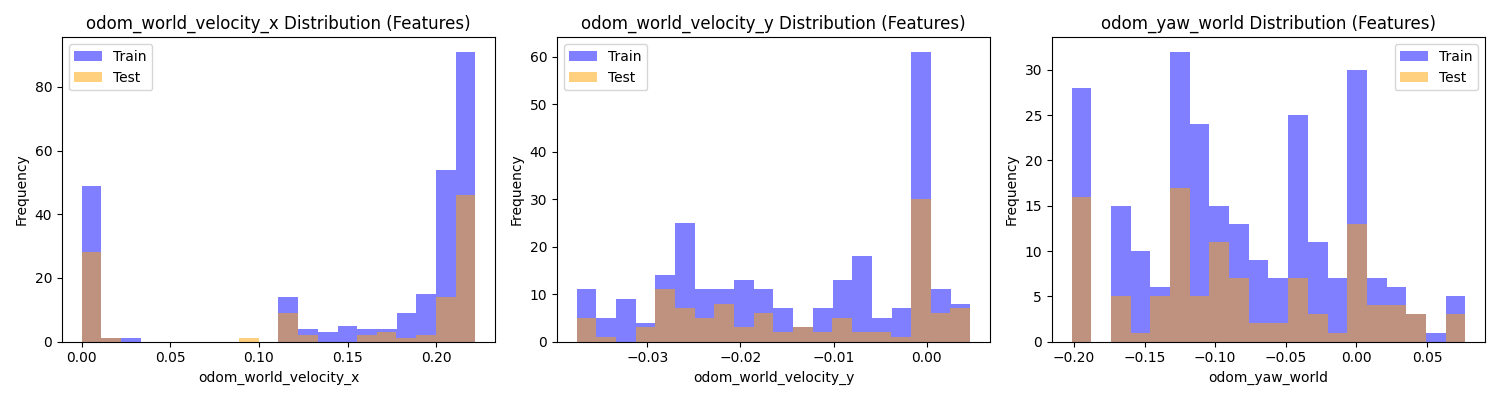 odom_world_velocity_x Distribution (Features)
Train
Test
Frequency
80
60
40
20
0
0.00 0.05 0.10 0.15 0.20
odom_world_velocity_x
odom_world_velocity_y Distribution (Features)
Train
Test
Frequency
60
50
40
30
20
10
0
−0.03 −0.02 −0.01 0.00
odom_world_velocity_y
odom_yaw_world Distribution (Features)
Train
Test
Frequency
30
25
20
15
10
5
0
−0.20 −0.15 −0.10 −0.05 0.00 0.05
odom_yaw_world